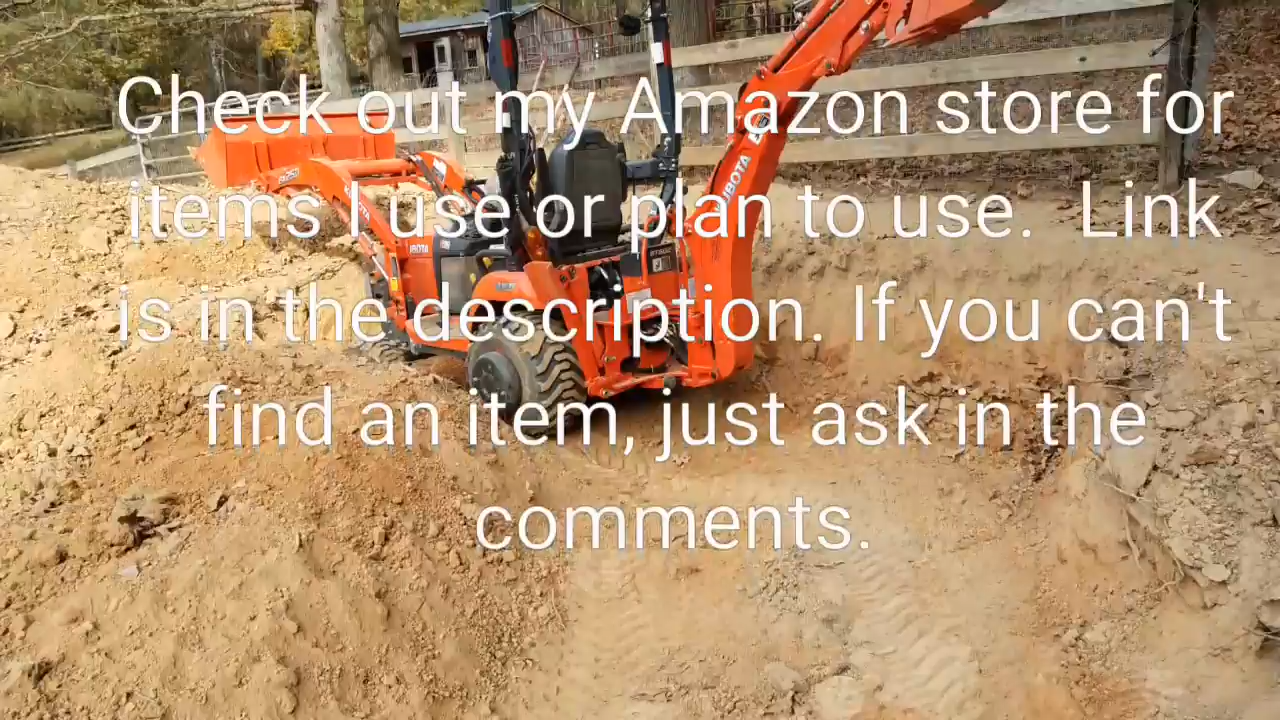 Check out my Amazon store for
items I use or plan to use.  Link
is in the description. If you can't
find an item, just ask in the
comments.
KUBOTA